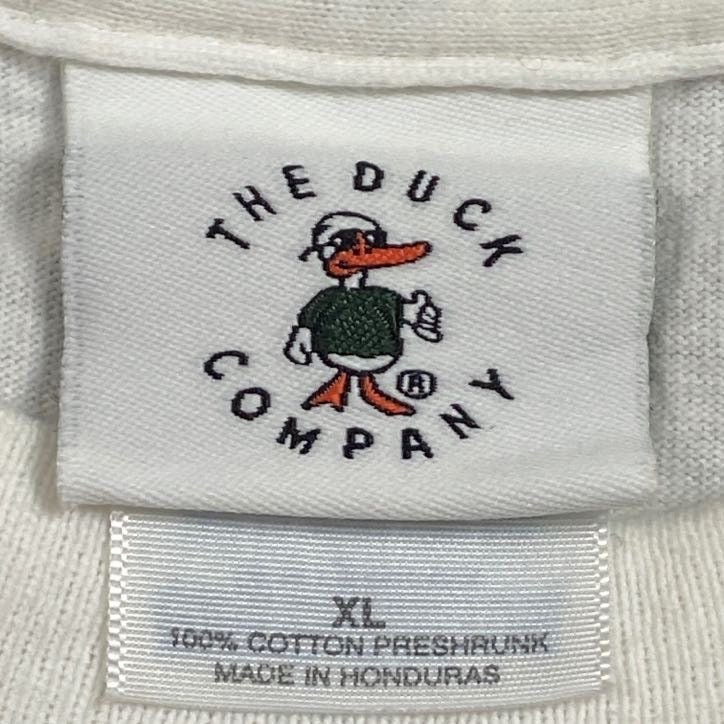 THE DUCK
COMPANY
®
XL
100% COTTON PRESHRUNK
MADE IN HONDURAS